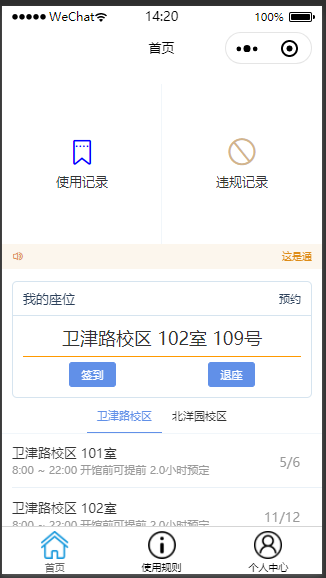 WeChat 14:20 100%
首页
使用记录 违规记录
这是通
我的座位 预约
卫津路校区 102室 109号
签到 退座
卫津路校区 北洋园校区
卫津路校区 101室
5/6
8:00 ~ 22:00 开馆前可提前 2.0小时预定
卫津路校区 102室
11/12
8:00 ~ 22:00 开馆前可提前 2.0小时预定
首页 使用规则 个人中心